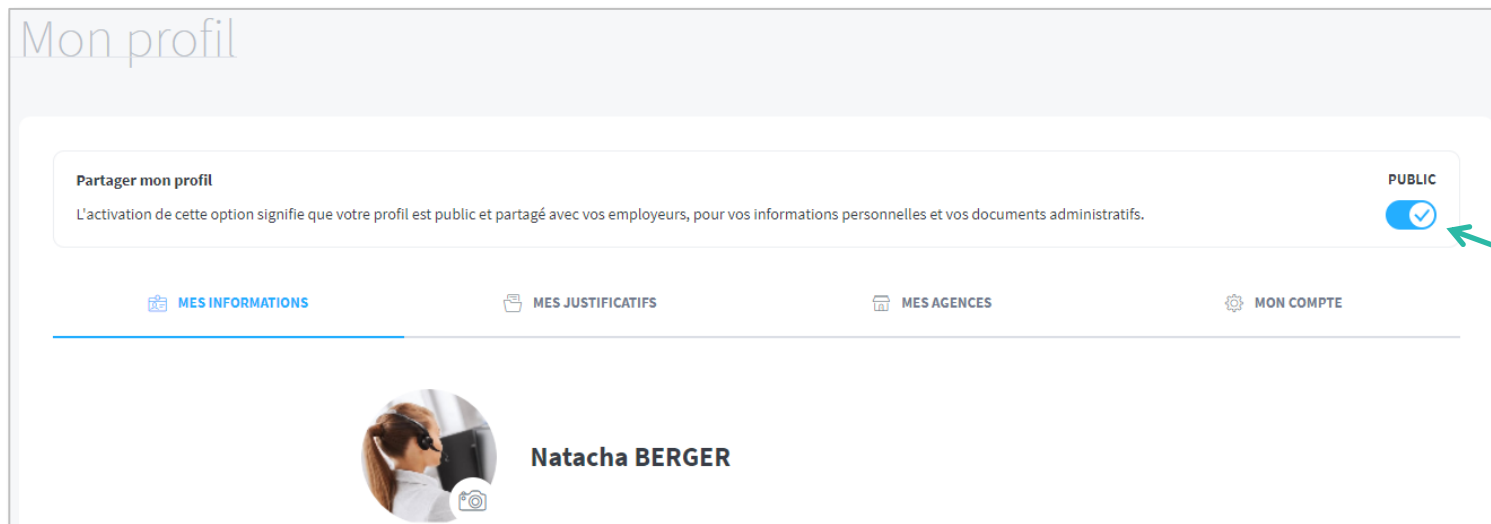 Mon profil
Partager mon profil
PUBLIC
L'activation de cette option signifie que votre profil est public et partagé avec vos employeurs, pour vos informations personnelles et vos documents administratifs.
MES INFORMATIONS
MES JUSTIFICATIFS
MES AGENCES
MON COMPTE
Natacha BERGER